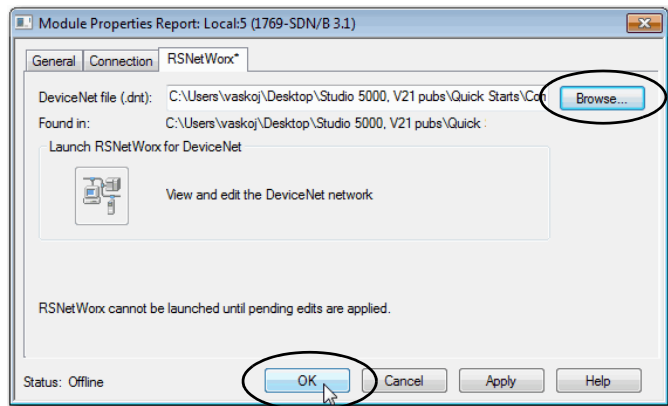 Module Properties Report: Local:5 (1769-SDN/B 3.1)
General Connection RSNetWorx*
DeviceNet file (.dnt): C:\Users\vaskoj\Desktop\Studio 5000, V21 pubs\Quick Starts\Con Browse...
Found in: C:\Users\vaskoj\Desktop\Studio 5000, V21 pubs\Quick
Launch RSNetWorx for DeviceNet
View and edit the DeviceNet network
RSNetWorx cannot be launched until pending edits are applied.
Status: Offline OK Cancel Apply Help